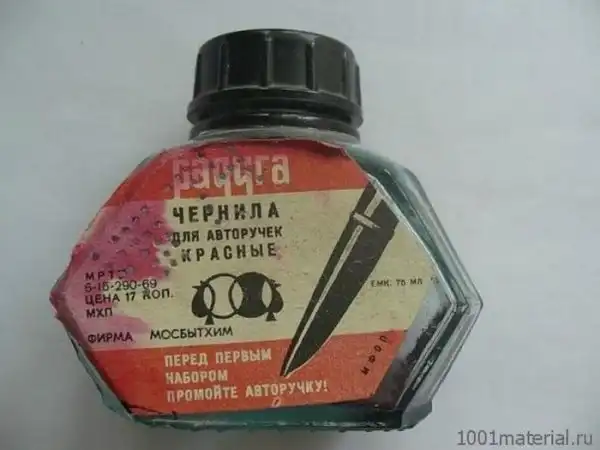 радуга
ЧЕРНИЛА
ДЛЯ АВТОРУЧЕК
КРАСНЫЕ
МРТУ
6-15-290-69
ЦЕНА 17 КОП.
МХП
ЕМК. 75 МЛ
ФИРМА МОСБЫТХИМ
ПЕРЕД ПЕРВЫМ
НАБОРОМ
ПРОМОЙТЕ АВТОРУЧКУ!
1001material.ru